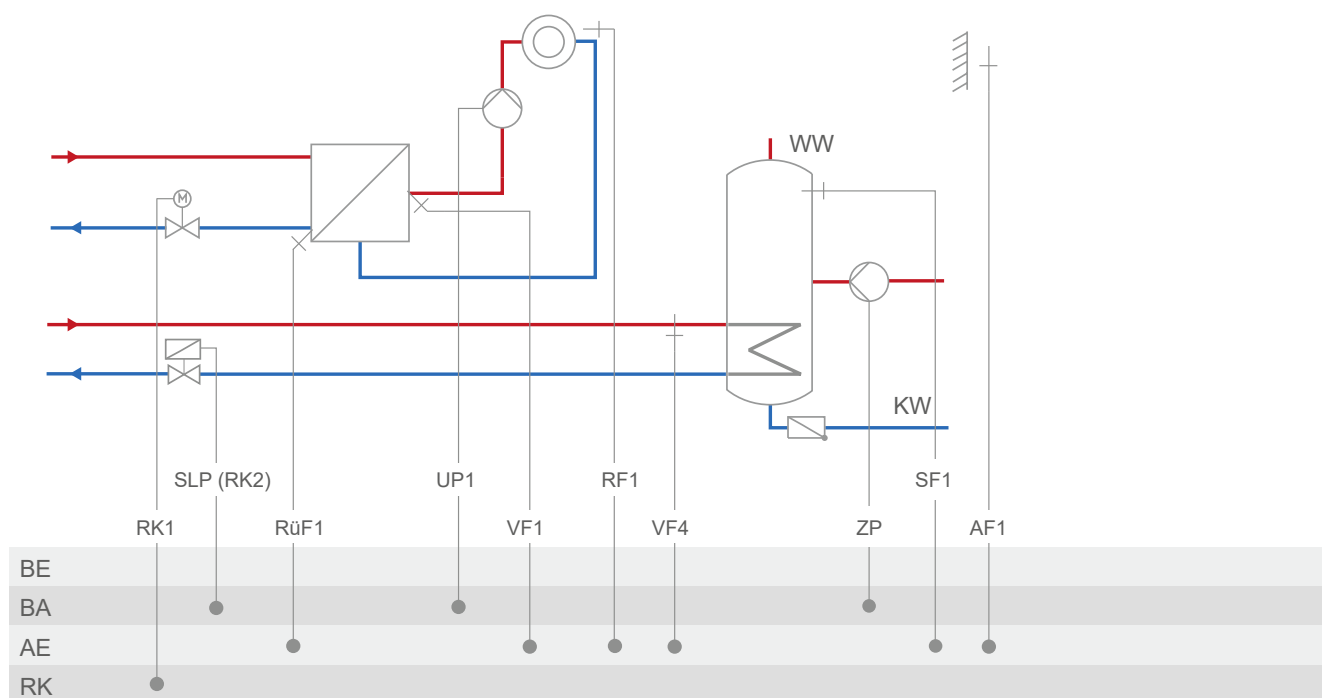 WW
M
KW
SLP (RK2) UP1 RF1 SF1
RK1 RüF1 VF1 VF4 ZP AF1
BE
BA
AE
RK